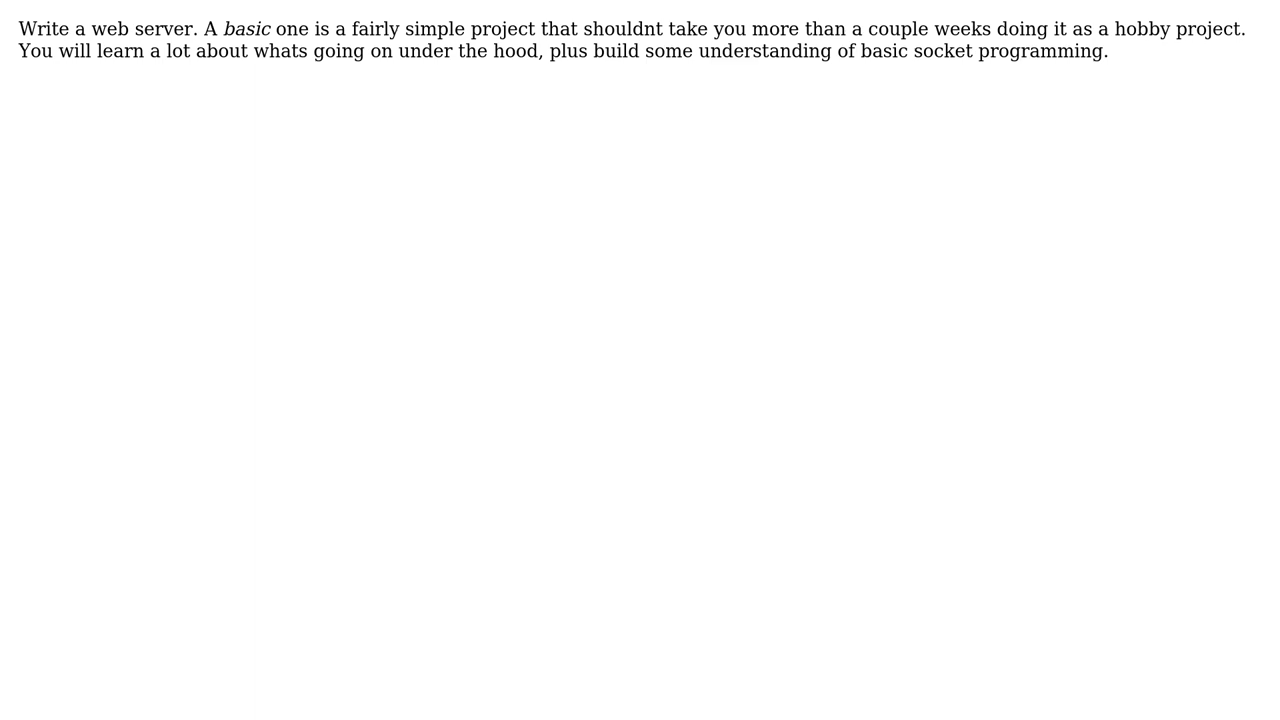 Write a web server. A basic one is a fairly simple project that shouldnt take you more than a couple weeks doing it as a hobby project.
You will learn a lot about whats going on under the hood, plus build some understanding of basic socket programming.